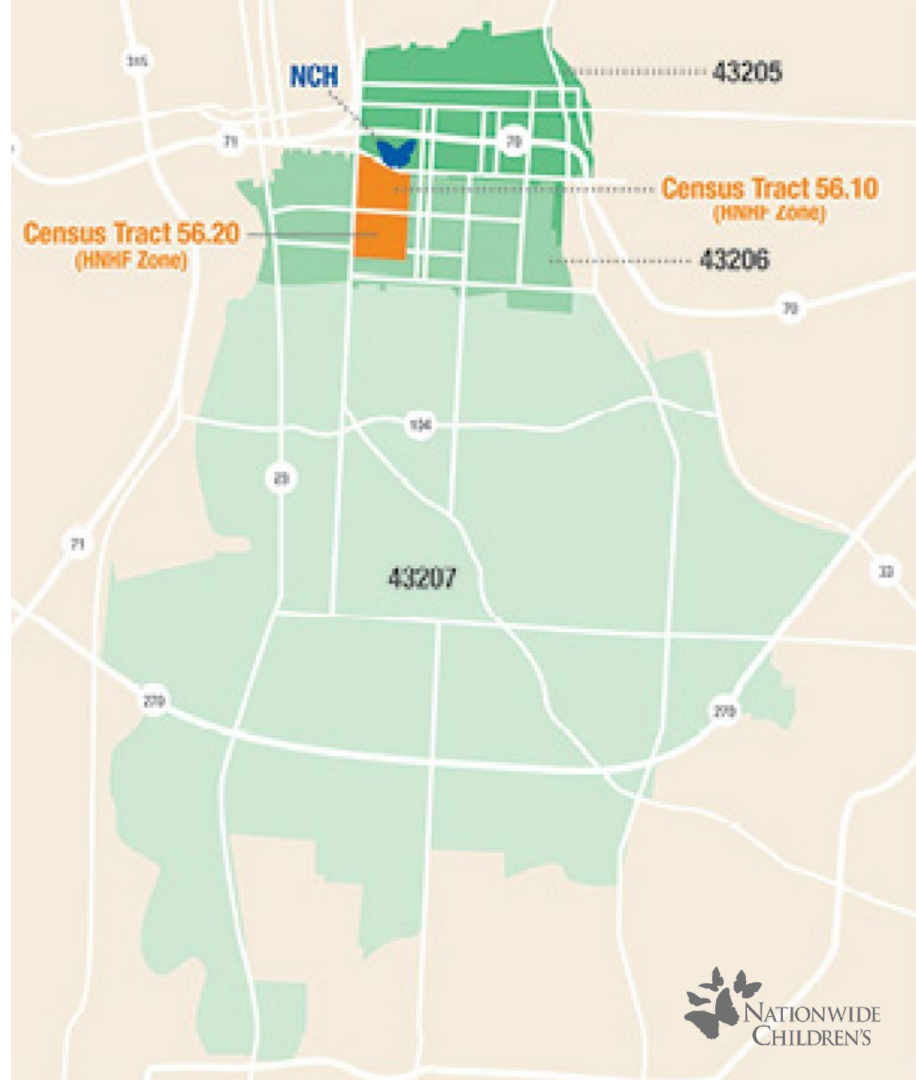 315
NCH
43205
71
70
Census Tract 56.10
(HNHF Zone)
Census Tract 56.20
(HNHF Zone)
43206
70
104
23
71
43207
33
270
270
NATIONWIDE
CHILDREN'S